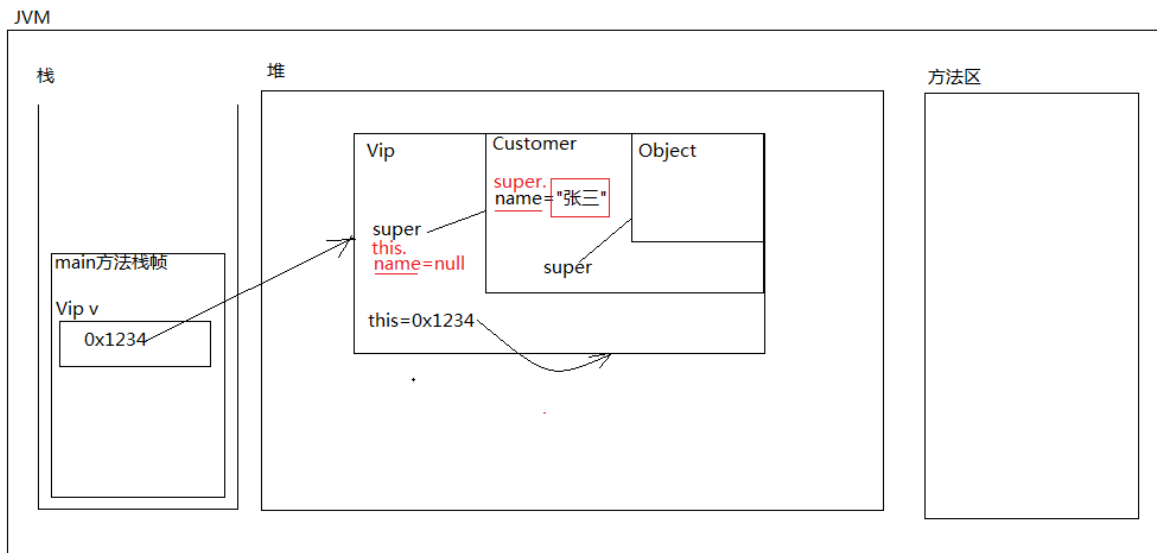 JVM
栈
堆
方法区
Vip
Customer
Object
super.
name="张三"
super
this.
name=null
super
this=0x1234
main方法栈帧
Vip v
0x1234